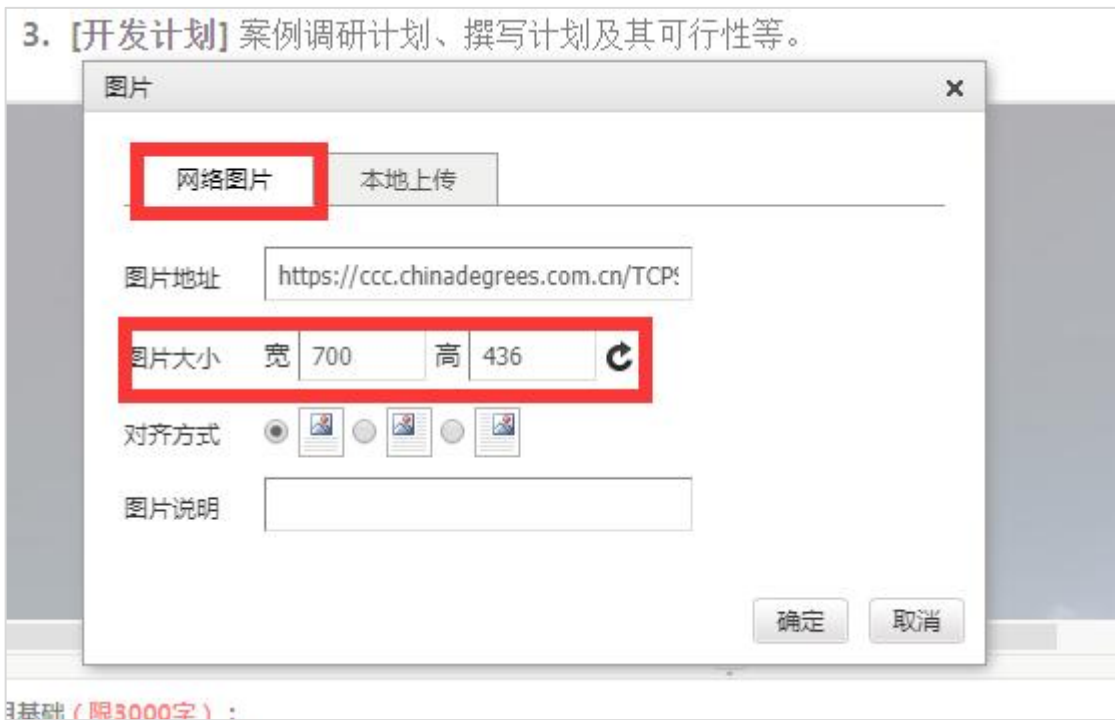 3. [开发计划] 案例调研计划、撰写计划及其可行性等。
图片
网络图片 本地上传
图片地址 https://ccc.chinadegrees.com.cn/TCPS
图片大小 宽 700 高 436
对齐方式
图片说明
确定 取消
基础（限3000字）：